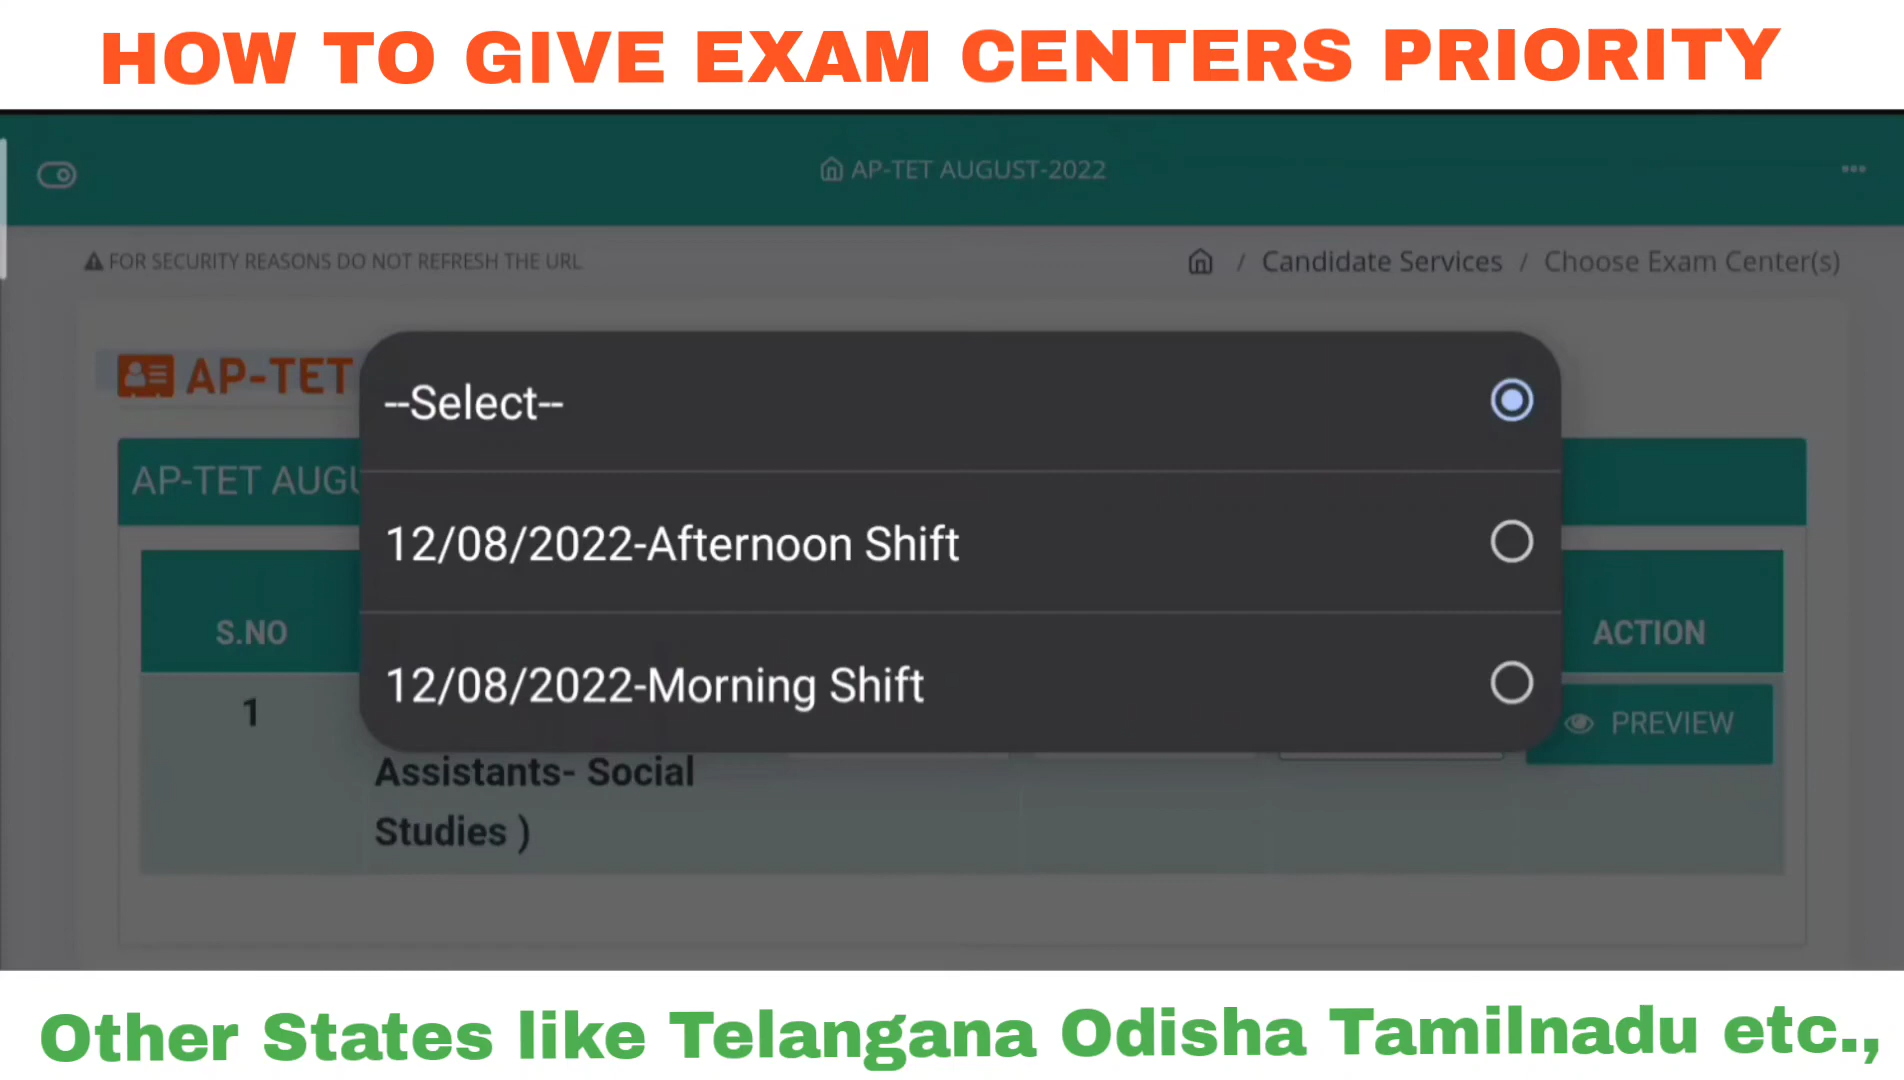 HOW TO GIVE EXAM CENTERS PRIORITY
AP-TET AUGUST-2022
FOR SECURITY REASONS DO NOT REFRESH THE URL
/ Candidate Services / Choose Exam Center(s)
AP-TET
--Select--
AP-TET AUGU
12/08/2022-Afternoon Shift
S.NO
ACTION
12/08/2022-Morning Shift
1
PREVIEW
Assistants- Social
Studies )
Other States like Telangana Odisha Tamilnadu etc.,